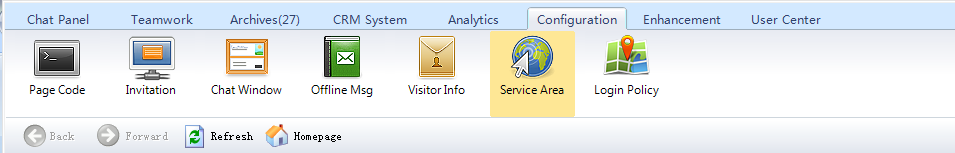 Chat Panel Teamwork Archives(27) CRM System Analytics Configuration Enhancement User Center
Page Code Invitation Chat Window Offline Msg Visitor Info Service Area Login Policy
Back Forward Refresh Homepage